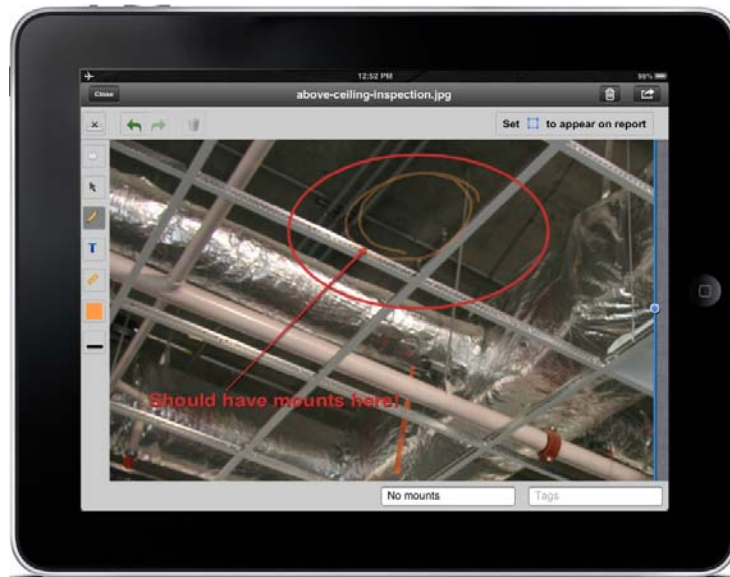 12:52 PM
98%
Close
above-ceiling-inspection.jpg
Set to appear on report
T
Should have mounts here!
No mounts
Tags